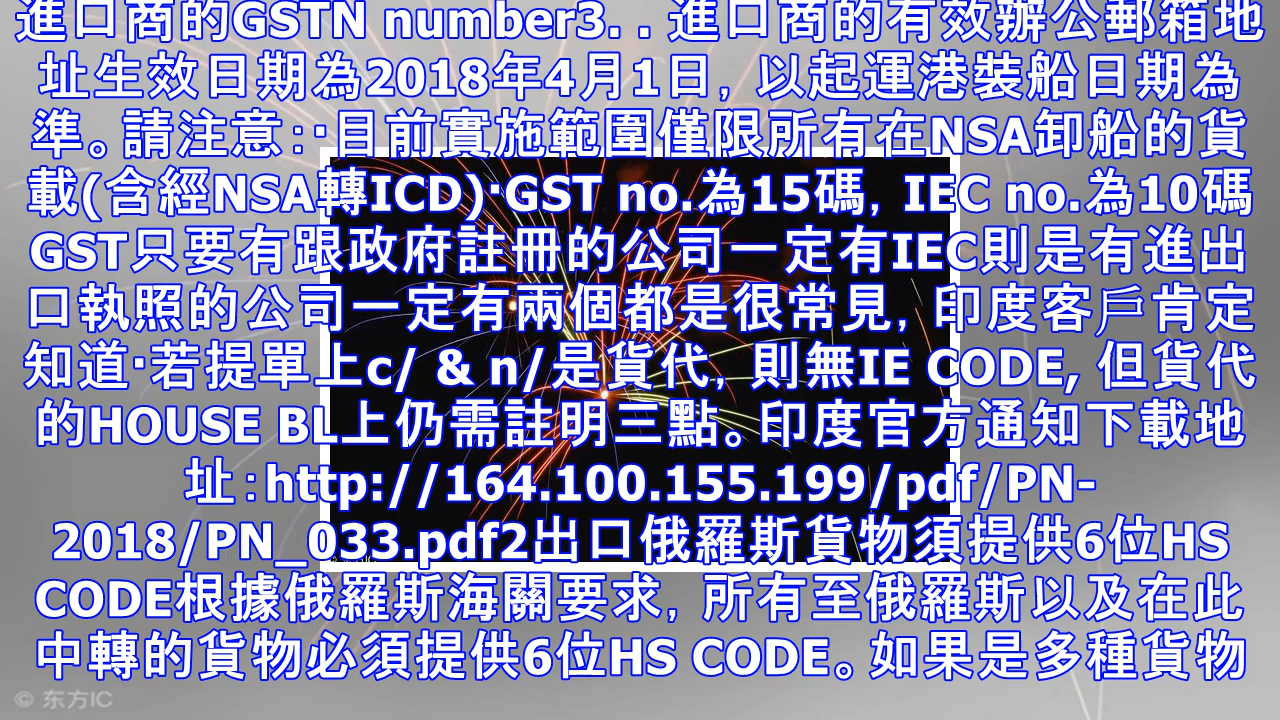 進口商的GSTN number3. . 進口商的有效辦公郵箱地
址生效日期為2018年4月1日, 以起運港裝船日期為
準。請注意:·目前實施範圍僅限所有在NSA卸船的貨
載(含經NSA轉ICD)·GST no.為15碼, IEC no.為10碼
GST只要有跟政府註冊的公司一定有IEC則是有進出
口執照的公司一定有兩個都是很常見, 印度客戶肯定
知道·若提單上c/ & n/是貨代, 則無IE CODE, 但貨代
的HOUSE BL上仍需註明三點。印度官方通知下載地
址:http://164.100.155.199/pdf/PN-
2018/PN_033.pdf2出口俄羅斯貨物須提供6位HS
CODE根據俄羅斯海關要求, 所有至俄羅斯以及在此
中轉的貨物必須提供6位HS CODE。如果是多種貨物
© 东方IC